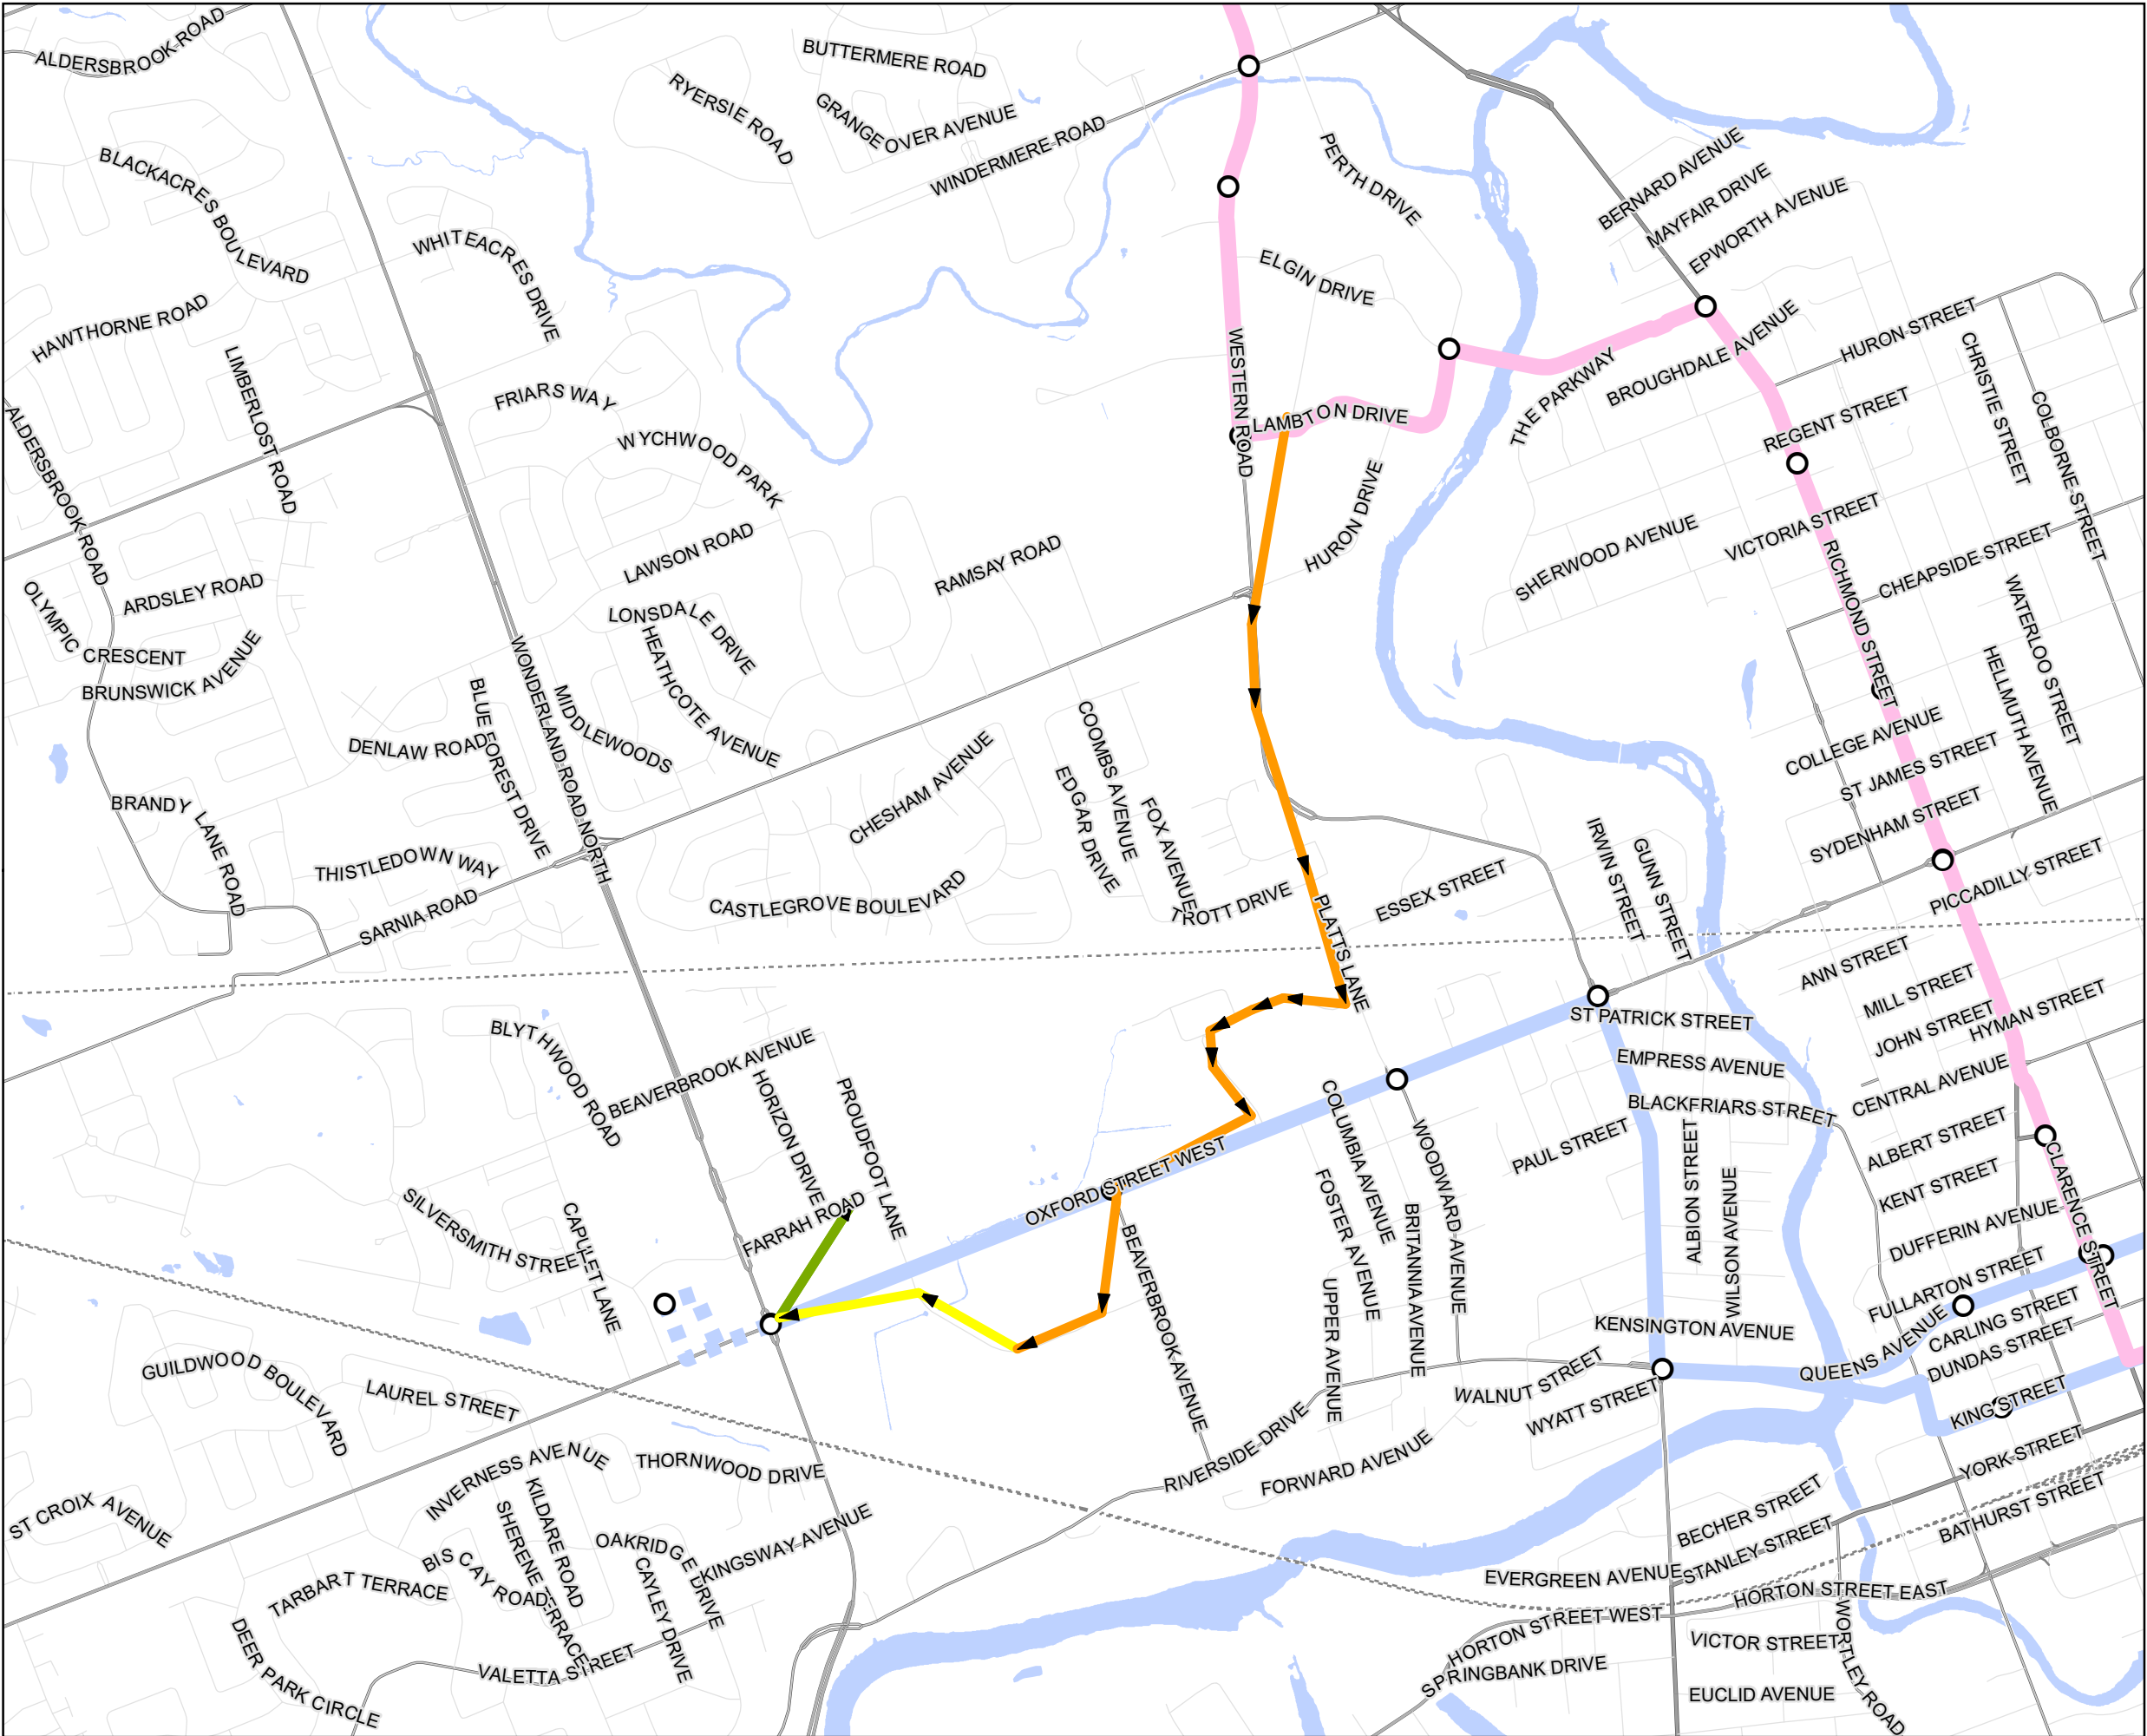 ALDERSBROOK ROAD
BUTTERMERE ROAD
RYERSIE ROAD
GRANGEOVER AVENUE
WINDERMERE ROAD
PERTH DRIVE
BERNARD AVENUE
MAYFAIR DRIVE
EPWORTH AVENUE
BLACKACRES BOULEVARD
WHITEACRES DRIVE
ELGIN DRIVE
HAWTHORNE ROAD
LIMBERLOST ROAD
WESTERN ROAD
LAMBTON DRIVE
THE PARKWAY
BROUGHDALE AVENUE
HURON STREET
CHRISTIE STREET
COLBORNE STREET
REGENT STREET
FRIARS WAY
WYCHWOOD PARK
ALDERSBROOK ROAD
HURON DRIVE
SHERWOOD AVENUE
VICTORIA STREET
RICHMOND STREET
CHEAPSIDE STREET
LAWSON ROAD
RAMSAY ROAD
OLYMPIC CRESCENT
ARDSLEY ROAD
BRUNSWICK AVENUE
LONSDALE DRIVE
HEATHCOTE AVENUE
WATERLOO STREET
HELLMUTH AVENUE
WONDERLAND ROAD NORTH
MIDDLEWOODS
BLUE FOREST DRIVE
DENLAW ROAD
COOMBS AVENUE
EDGAR DRIVE
CHESHAM AVENUE
FOX AVENUE
COLLEGE AVENUE
ST JAMES STREET
SYDENHAM STREET
BRANDY LANE ROAD
THISTLEDOWN WAY
SARNIA ROAD
CASTLEGROVE BOULEVARD
TROTT DRIVE
PLATTS LANE
ESSEX STREET
IRWIN STREET
GUNN STREET
PICCADILLY STREET
ANN STREET
MILL STREET
JOHN STREET
HYMAN STREET
ST PATRICK STREET
EMPRESS AVENUE
CENTRAL AVENUE
BLYTHWOOD ROAD
BEAVERBROOK AVENUE
HORIZON DRIVE
PROUDFOOT LANE
COLUMBIA AVENUE
WOODWARD AVENUE
BLACKFRIARS STREET
PAUL STREET
ALBION STREET
WILSON AVENUE
ALBERT STREET
CLARENCE STREET
KENT STREET
OXFORD STREET WEST
FARRAH ROAD
SILVERSMITH STREET
CAPULET LANE
BEAVERBROOK AVENUE
FOSTER AVENUE
BRITANNIA AVENUE
UPPER AVENUE
DUFFERIN AVENUE
FULLARTON STREET
CARLING STREET
KENSINGTON AVENUE
QUEENS AVENUE
DUNDAS STREET
GUILDWOOD BOULEVARD
LAUREL STREET
WALNUT STREET
WYATT STREET
KING STREET
RIVERSIDE DRIVE
FORWARD AVENUE
YORK STREET
INVERNESS AVENUE
THORNWOOD DRIVE
KILDARE ROAD
SHERENE TERRACE
BECHER STREET
STANLEY STREET
BATHURST STREET
ST CROIX AVENUE
BISCAY ROAD
OAKRIDGE DRIVE
KINGSWAY AVENUE
CAYLEY DRIVE
TARBART TERRACE
EVERGREEN AVENUE
HORTON STREET EAST
HORTON STREET WEST
DEER PARK CIRCLE
VALETTA STREET
SPRINGBANK DRIVE
VICTOR STREET
WORTLEY ROAD
EUCLID AVENUE